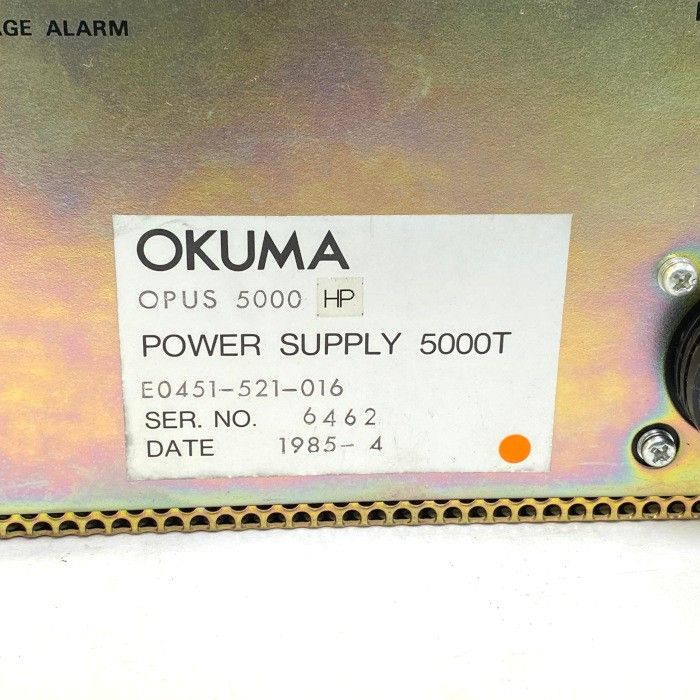 AGE ALARM
OKUMA
OPUS 5000 HP
POWER SUPPLY 5000T
E0451-521-016
SER. NO. 6462
DATE 1985-4